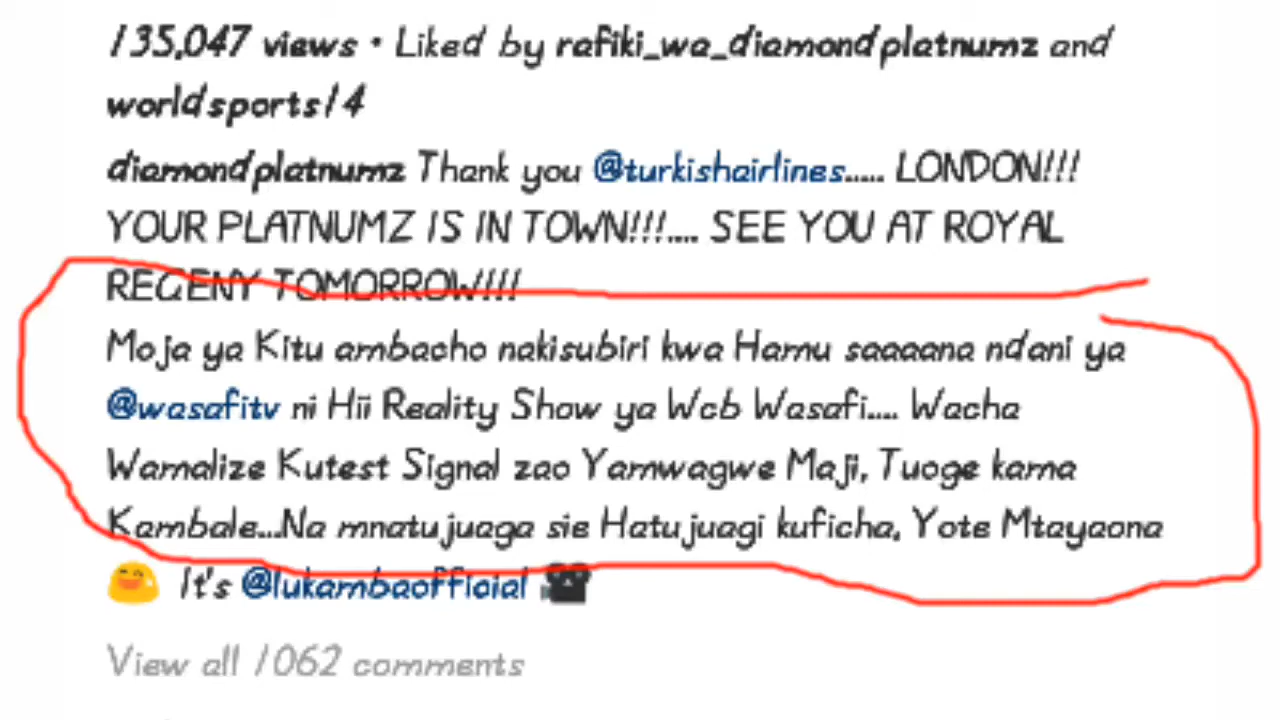 135,047 views • Liked by rafiki_wa_diamondplatnumz and
worldsports14
diamondplatnumz Thank you @turkishairlines..... LONDON!!!
YOUR PLATNUMZ IS IN TOWN!!!.... SEE YOU AT ROYAL
REGENY TOMORROW!!!
Moja ya Kitu ambacho nakisubiri kwa Hamu saaaana ndani ya
@wasafitv ni Hii Reality Show ya Wcb Wasafi.... Wacha
Wamalize Kutest Signal zao Yamwagwe Maji, Tuoge kama
Kambale...Na mnatujuaga sie Hatujuagi kuficha, Yote Mtayaona
😅 It's @lukambaofficial 🎥
View all 1062 comments